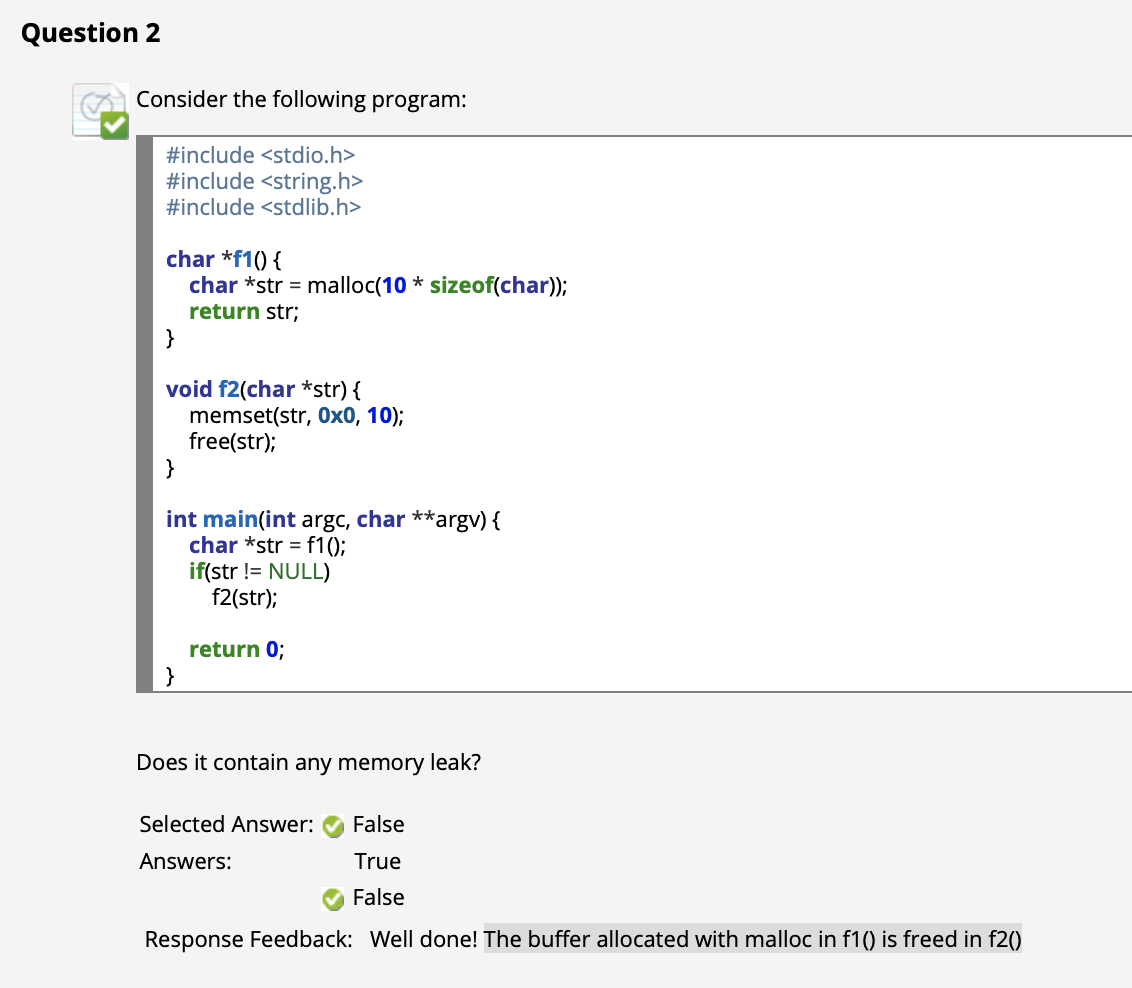 Question 2
Consider the following program:
#include <stdio.h>
#include <string.h>
#include <stdlib.h>
char *f1() {
    char *str = malloc(10 * sizeof(char));
    return str;
}
void f2(char *str) {
    memset(str, 0x0, 10);
    free(str);
}
int main(int argc, char **argv) {
    char *str = f1();
    if(str != NULL)
        f2(str);
    return 0;
}
Does it contain any memory leak?
Selected Answer: False
Answers: True
False
Response Feedback: Well done! The buffer allocated with malloc in f1() is freed in f2()